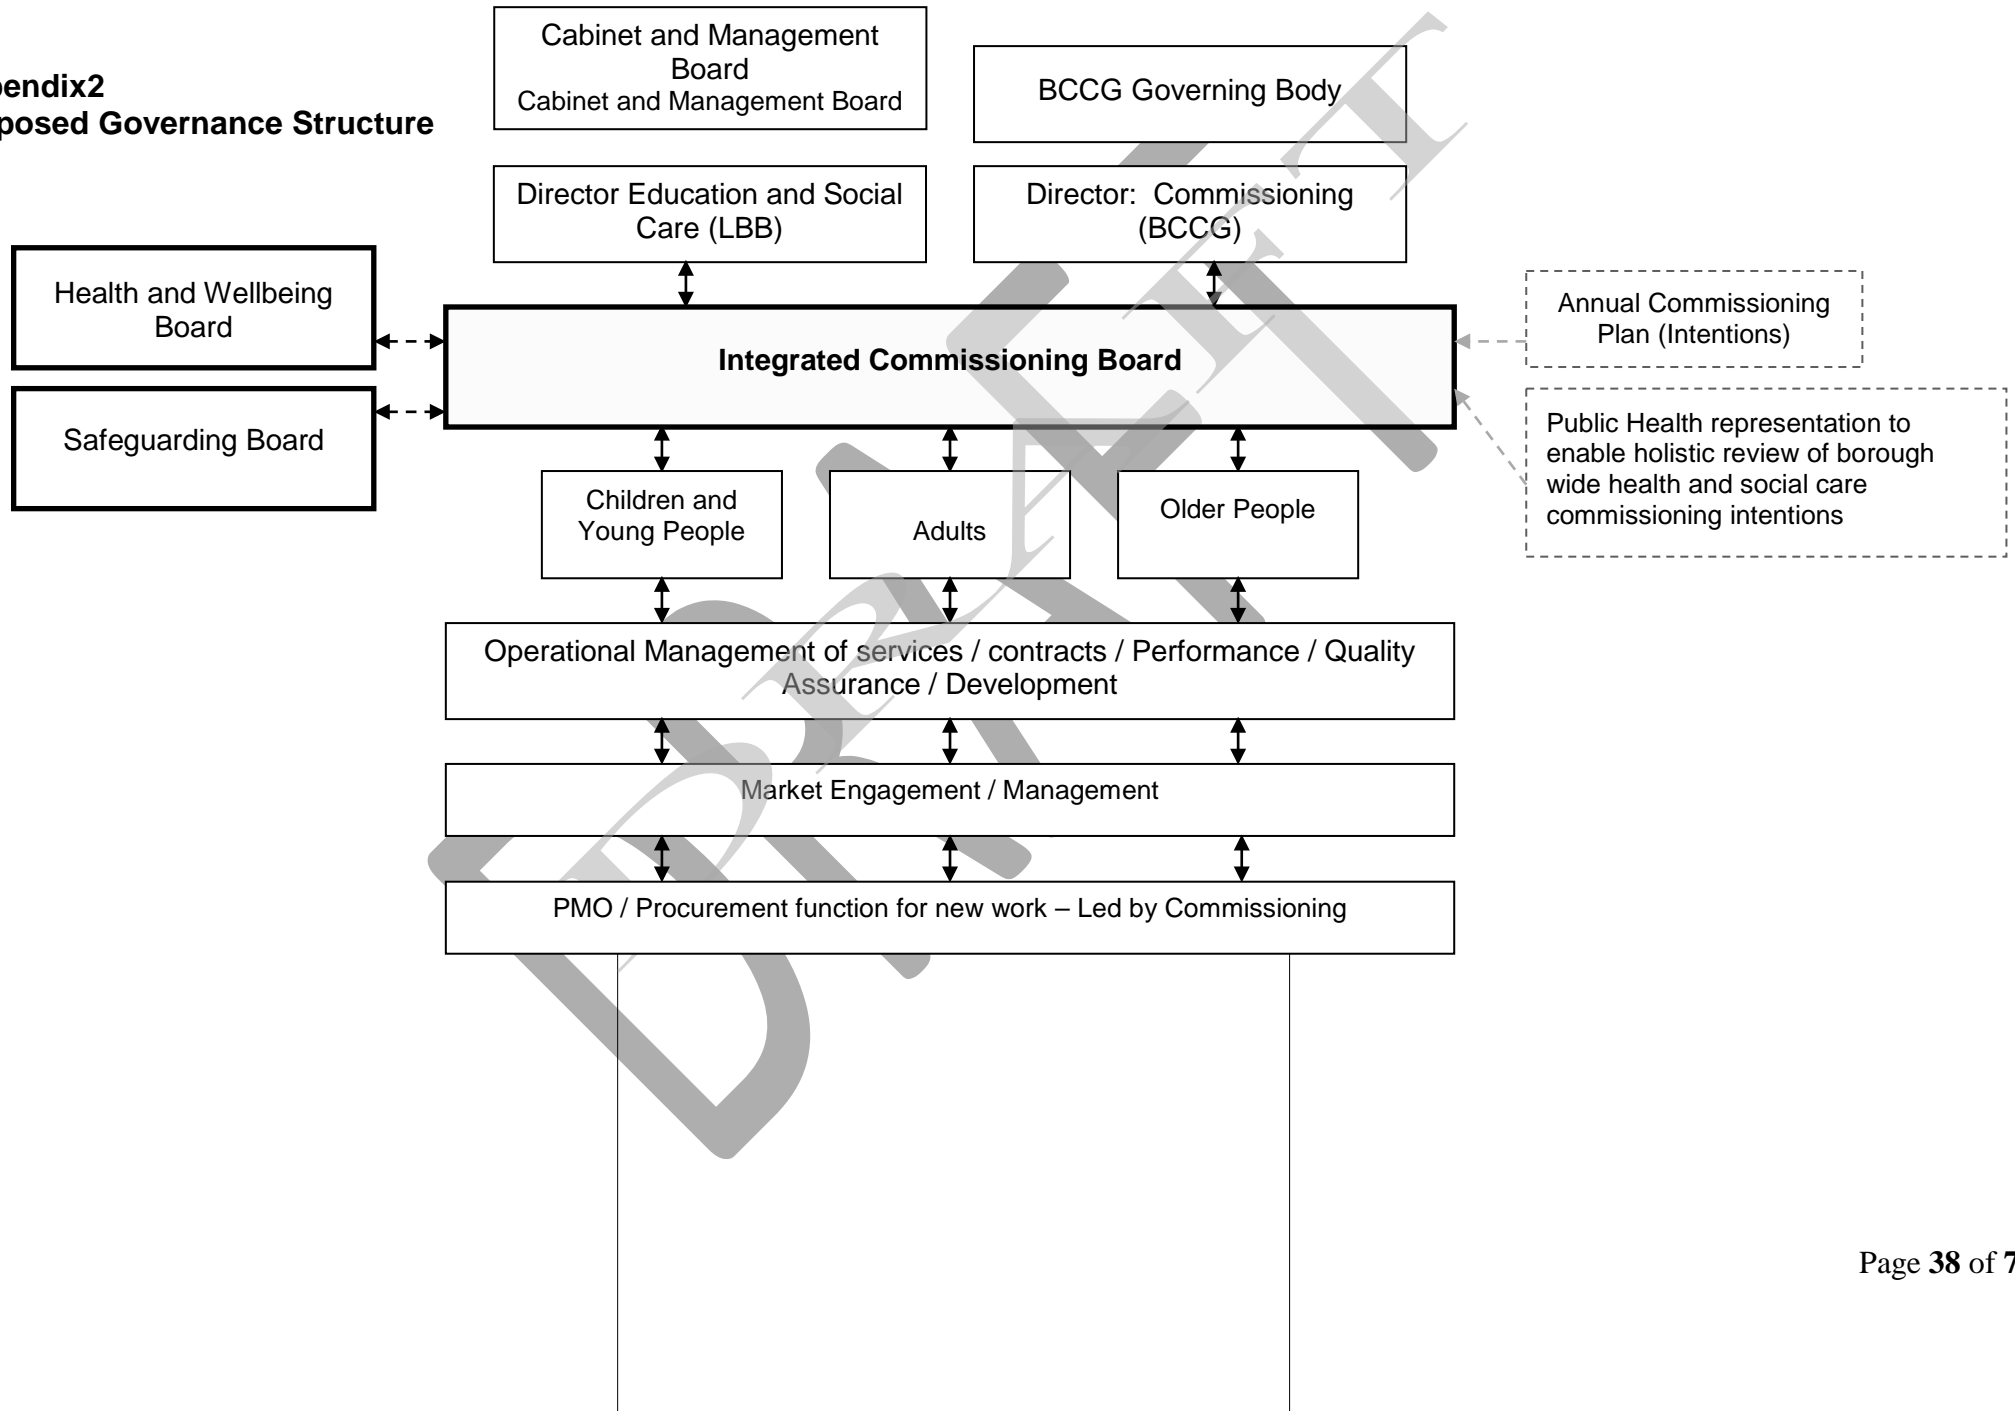 pendix2
posed Governance Structure
Cabinet and Management
Board
Cabinet and Management Board
BCCG Governing Body
Director Education and Social
Care (LBB)
Director: Commissioning
(BCCG)
Health and Wellbeing
Board
Safeguarding Board
Integrated Commissioning Board
Annual Commissioning
Plan (Intentions)
Public Health representation to
enable holistic review of borough
wide health and social care
commissioning intentions
Children and
Young People
Adults
Older People
Operational Management of services / contracts / Performance / Quality
Assurance / Development
Market Engagement / Management
PMO / Procurement function for new work – Led by Commissioning
DRAFT
DRAFT
Page 38 of 7